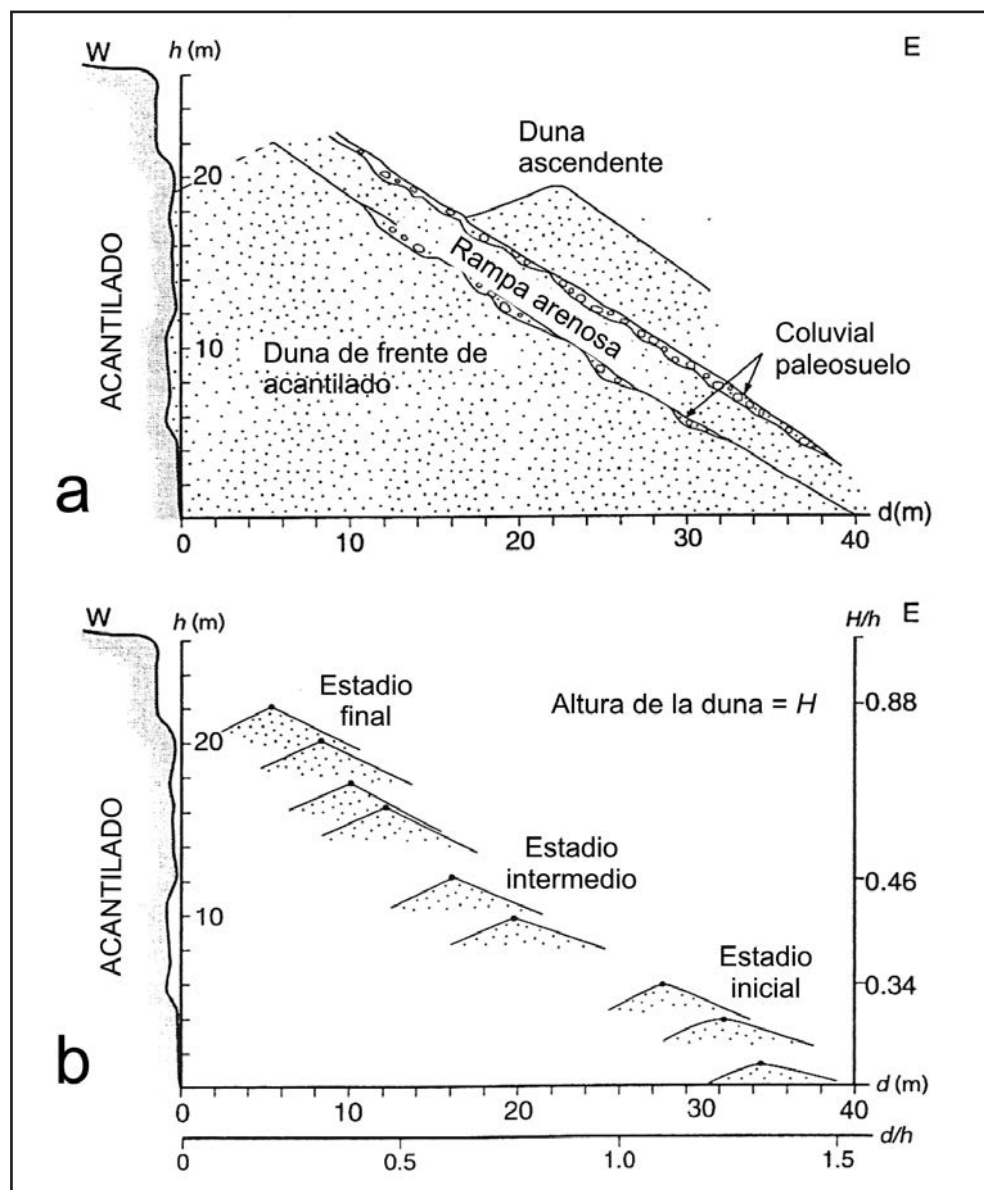 W
h (m)
E
Duna
ascendente
20
Rampa arenosa
ACANTILADO
10
Coluvial
paleosuelo
Duna de frente de
acantilado
a
d(m)
0
10
20
30
40
W
h (m)
H/h
E
Estadio
final
Altura de la duna = H
0.88
20
ACANTILADO
Estadio
intermedio
0.46
10
Estadio
inicial
0.34
b
d (m)
0
10
20
30
40
d/h
0
0.5
1.0
1.5